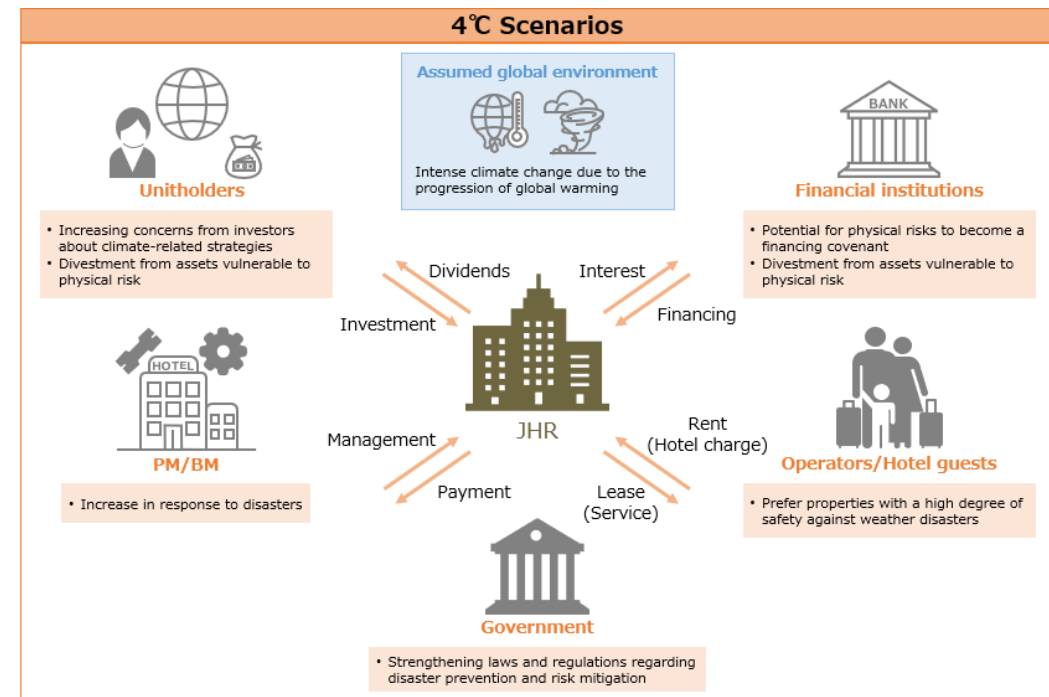 4℃ Scenarios
Assumed global environment
Intense climate change due to the
progression of global warming
Unitholders
• Increasing concerns from investors
about climate-related strategies
• Divestment from assets vulnerable to
physical risk
BANK
Financial institutions
• Potential for physical risks to become a
financing covenant
• Divestment from assets vulnerable to
physical risk
Dividends
Investment
Interest
Financing
JHR
HOTEL
PM/BM
• Increase in response to disasters
Management
Payment
Rent
(Hotel charge)
Lease
(Service)
Operators/Hotel guests
• Prefer properties with a high degree of
safety against weather disasters
Government
• Strengthening laws and regulations regarding
disaster prevention and risk mitigation